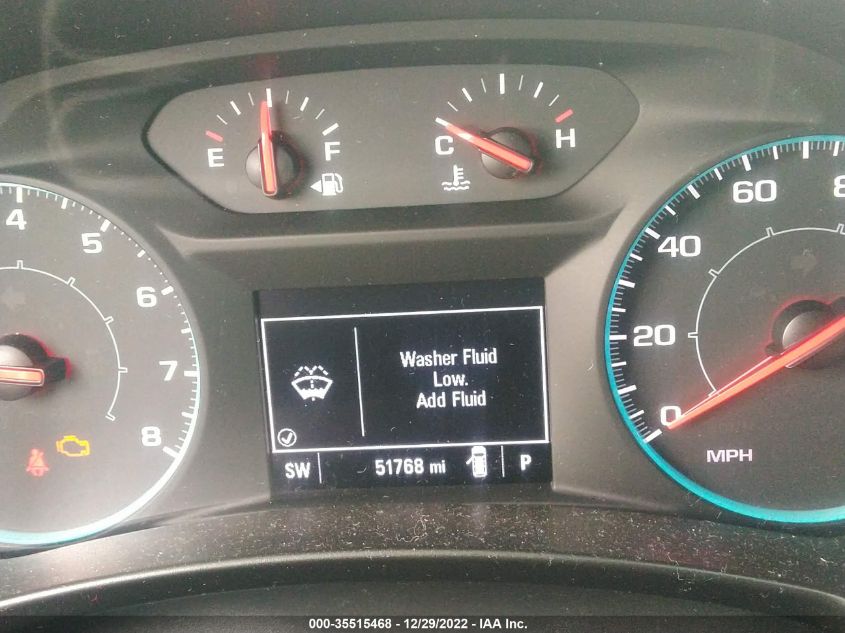 E F
C H
4
5
6
7
8
0
20
40
60
8
MPH
Washer Fluid
Low.
Add Fluid
SW 51768 mi P
000-35515468 - 12/29/2022 - IAA Inc.